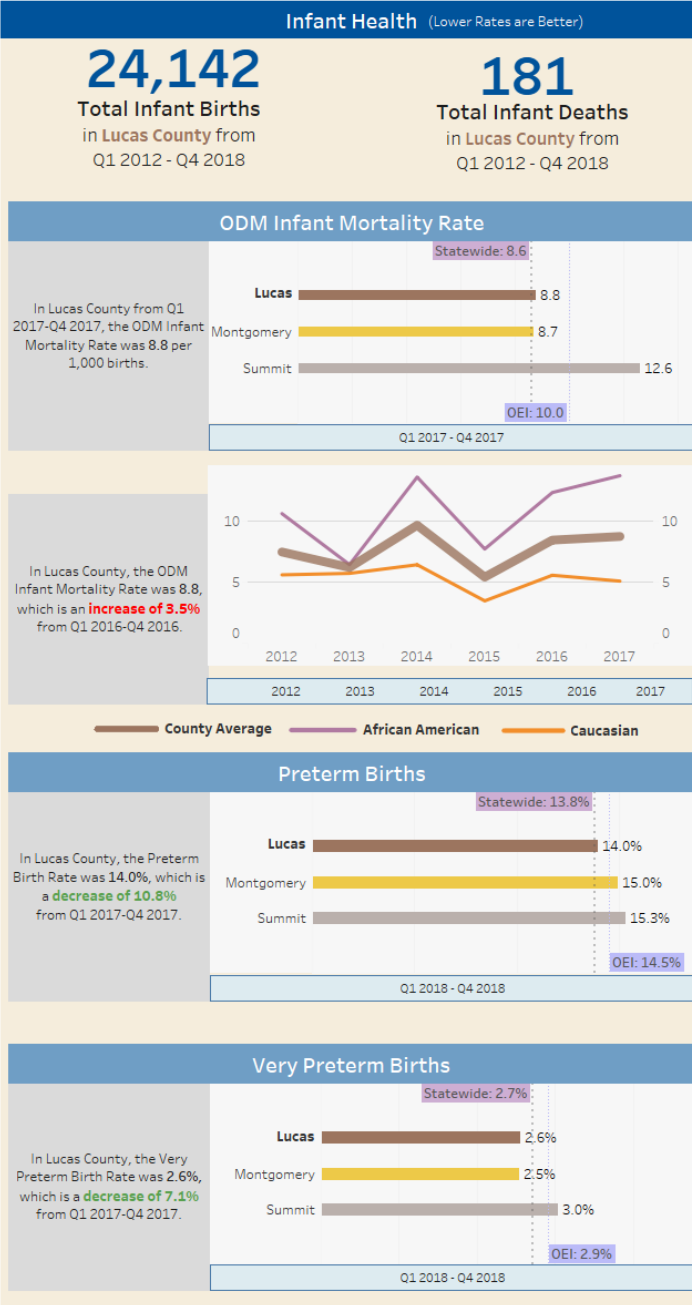 Infant Health (Lower Rates are Better)
24,142
Total Infant Births
in Lucas County from
Q1 2012 - Q4 2018
181
Total Infant Deaths
in Lucas County from
Q1 2012 - Q4 2018
ODM Infant Mortality Rate
In Lucas County from Q1
2017-Q4 2017, the ODM Infant
Mortality Rate was 8.8 per
1,000 births.
Statewide: 8.6
Lucas 8.8
Montgomery 8.7
Summit 12.6
OEI: 10.0
Q1 2017 - Q4 2017
In Lucas County, the ODM
Infant Mortality Rate was 8.8,
which is an increase of 3.5%
from Q1 2016-Q4 2016.
10 10
5 5
0 0
2012 2013 2014 2015 2016 2017
2012 2013 2014 2015 2016 2017
County Average African American Caucasian
Preterm Births
In Lucas County, the Preterm
Birth Rate was 14.0%, which is
a decrease of 10.8%
from Q1 2017-Q4 2017.
Statewide: 13.8%
Lucas 14.0%
Montgomery 15.0%
Summit 15.3%
OEI: 14.5%
Q1 2018 - Q4 2018
Very Preterm Births
In Lucas County, the Very
Preterm Birth Rate was 2.6%,
which is a decrease of 7.1%
from Q1 2017-Q4 2017.
Statewide: 2.7%
Lucas 2.6%
Montgomery 2.5%
Summit 3.0%
OEI: 2.9%
Q1 2018 - Q4 2018